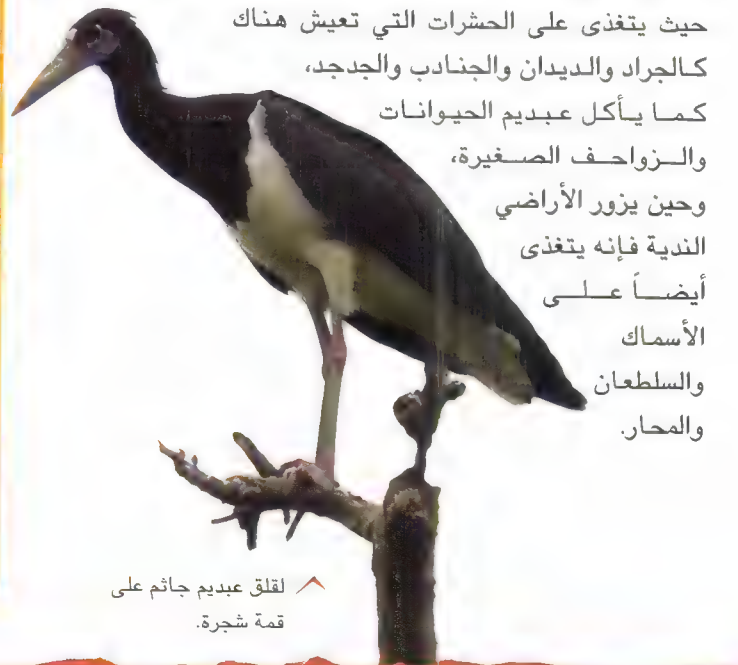 حيث يتغذى على الحشرات التي تعيش هناك
كالجراد والديدان والجنادب والجدجد،
كما يأكل عبديم الحيوانات
والزواحف الصغيرة،
وحين يزور الأراضي
الندية فإنه يتغذى
أيضاً على
الأسماك
والسلطعان
والمحار.
لقلق عبديم جاثم على
قمة شجرة.